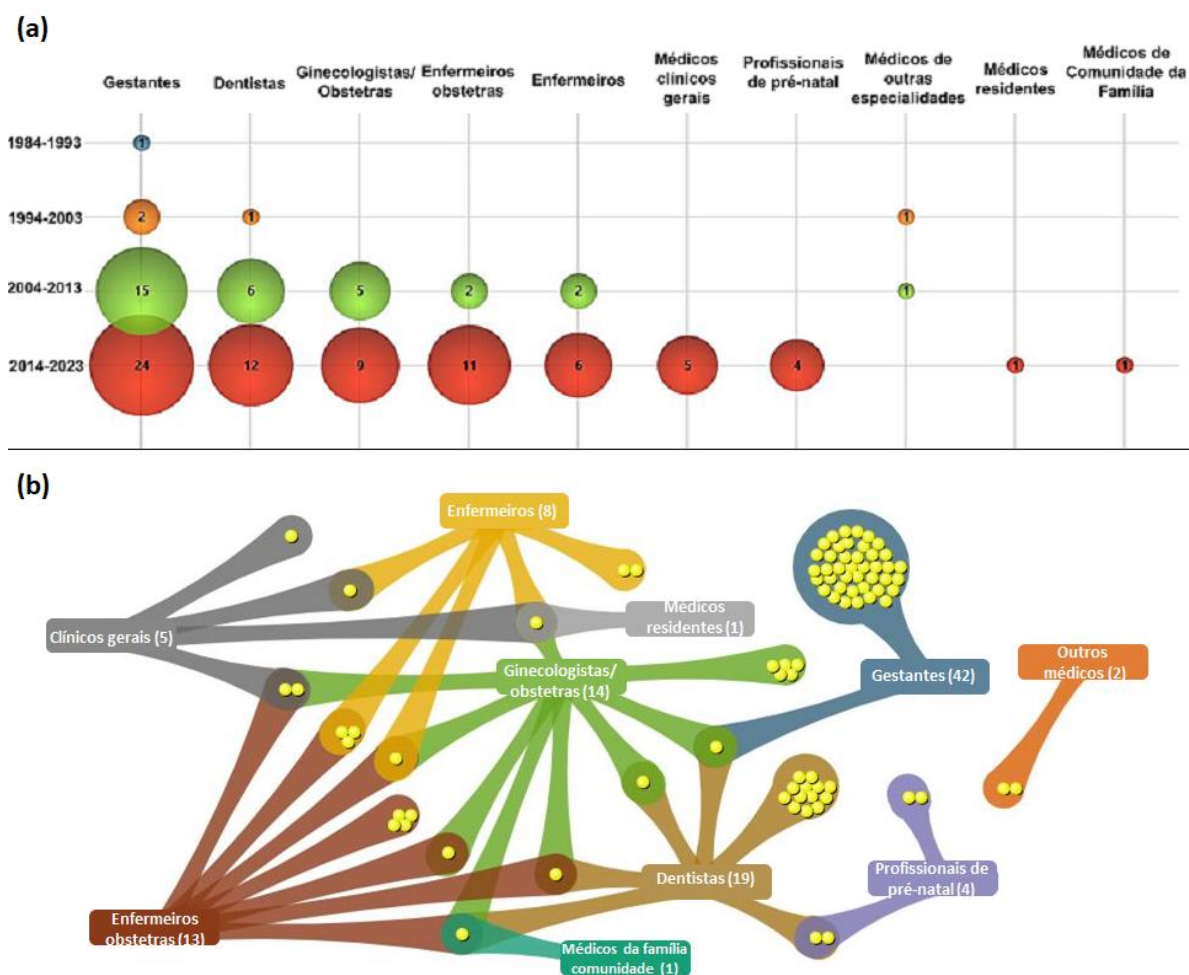 (a)
Gestantes
Dentistas
Ginecologistas/
Obstetras
Enfermeiros
obstetras
Enfermeiros
Médicos
clínicos
gerais
Profissionais
de pré-natal
Médicos
de
outras
especialidades
Médicos
residentes
Médicos de
Comunidade da
Família
1984-1993
1
1994-2003
2
1
1
2004-2013
15
6
5
2
2
1
2014-2023
24
12
9
11
6
5
4
1
1
(b)
Enfermeiros (8)
Clínicos gerais (5)
Médicos
residentes (1)
Ginecologistas/
obstetras (14)
Gestantes (42)
Outros
médicos (2)
Dentistas (19)
Profissionais de
pré-natal (4)
Enfermeiros
obstetras (13)
Médicos da família
comunidade (1)